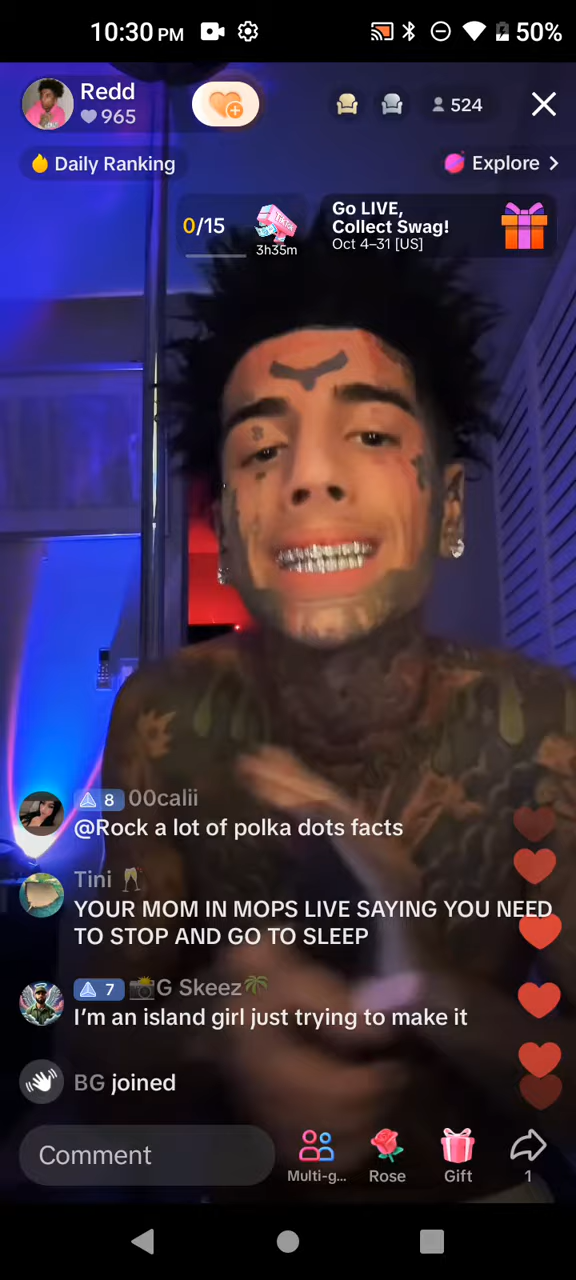 10:30 PM
50%
Redd
965
524
Daily Ranking
Explore
0/15
3h35m
Go LIVE,
Collect Swag!
Oct 4–31 [US]
8 00calii
@Rock a lot of polka dots facts
Tini
YOUR MOM IN MOPS LIVE SAYING YOU NEED
TO STOP AND GO TO SLEEP
7 G Skeez
I’m an island girl just trying to make it
BG joined
Comment
Multi-g...
Rose
Gift
1